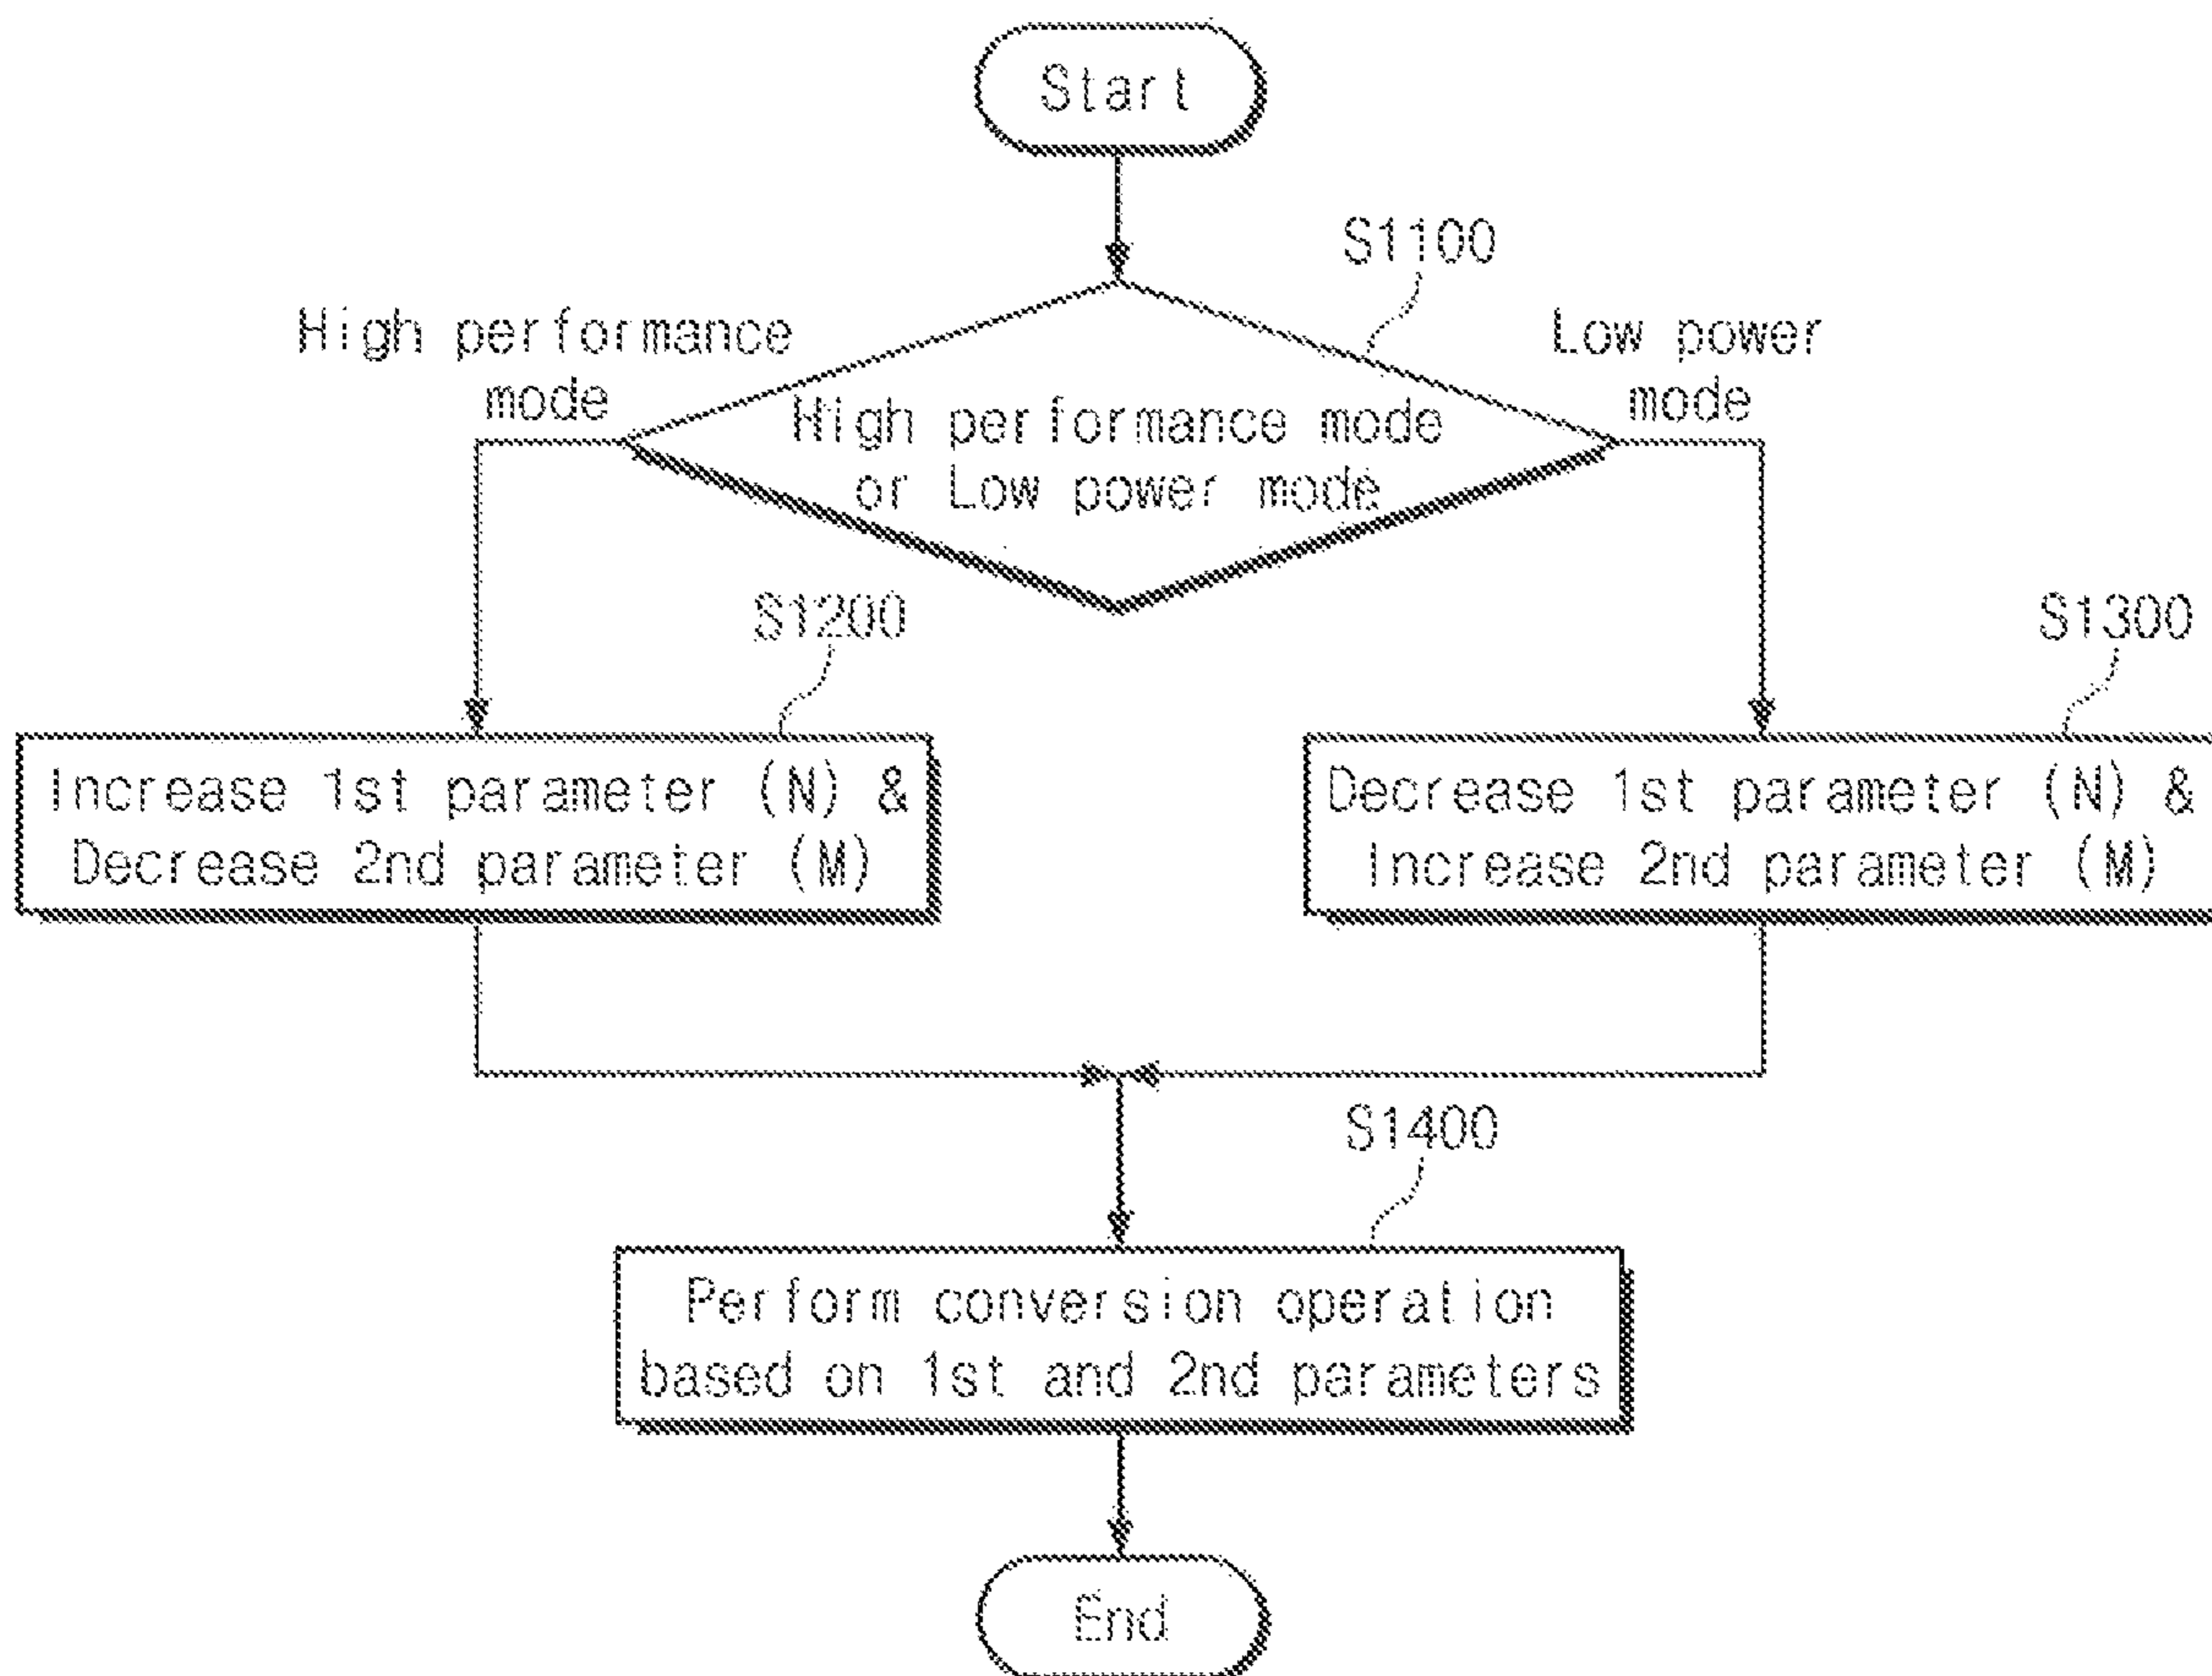 Start
S1100
High performance
mode
Low power
mode
High performance mode
or Low power mode
S1200
S1300
Increase 1st parameter (N) &
Decrease 2nd parameter (M)
Decrease 1st parameter (N) &
Increase 2nd parameter (M)
S1400
Perform conversion operation
based on 1st and 2nd parameters
End